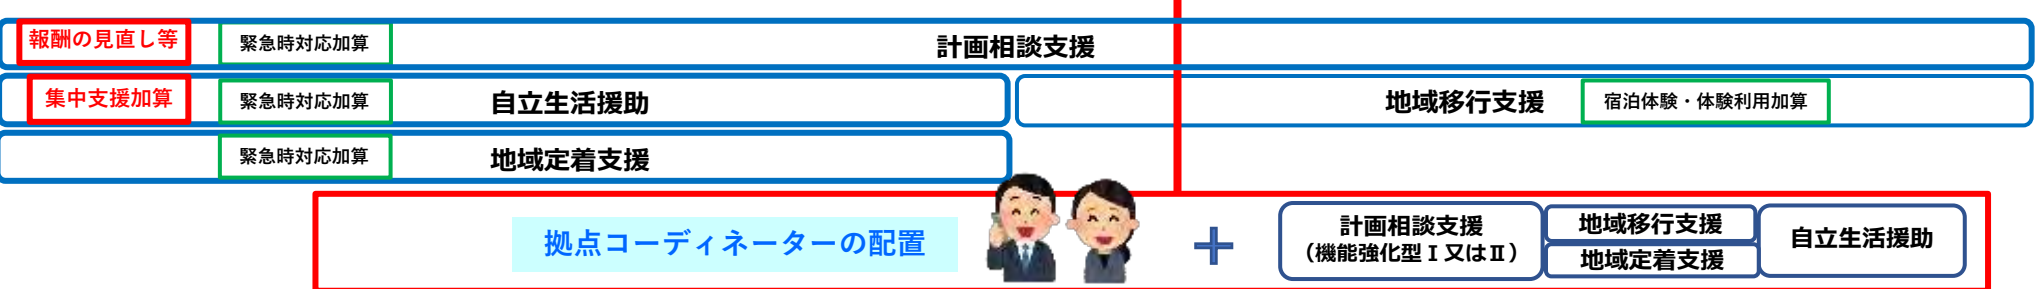 報酬の見直し等
緊急時対応加算
計画相談支援
集中支援加算
緊急時対応加算
自立生活援助
地域移行支援
宿泊体験・体験利用加算
緊急時対応加算
地域定着支援
拠点コーディネーターの配置
+
計画相談支援
(機能強化型Ⅰ又はⅡ)
地域移行支援
地域定着支援
自立生活援助